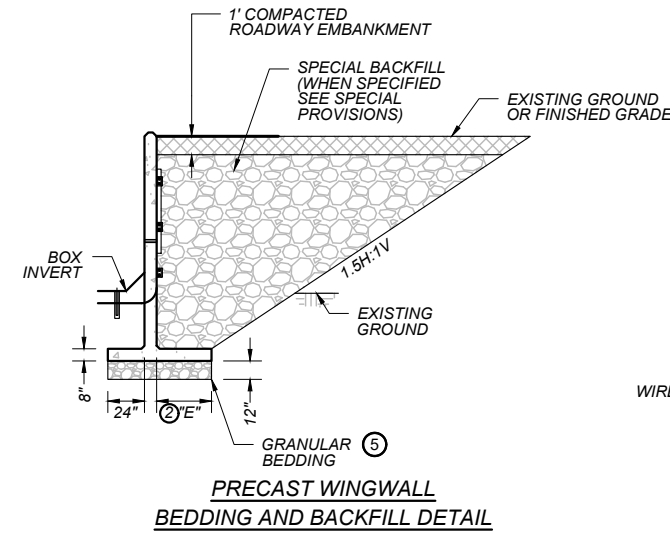 1' COMPACTED
ROADWAY EMBANKMENT
SPECIAL BACKFILL
(WHEN SPECIFIED
SEE SPECIAL
PROVISIONS)
EXISTING GROUND
OR FINISHED GRADE
BOX
INVERT
1.5H:1V
EXISTING
GROUND
8"
24"
2 "E"
12"
WIRE
GRANULAR 5
BEDDING
PRECAST WINGWALL
BEDDING AND BACKFILL DETAIL